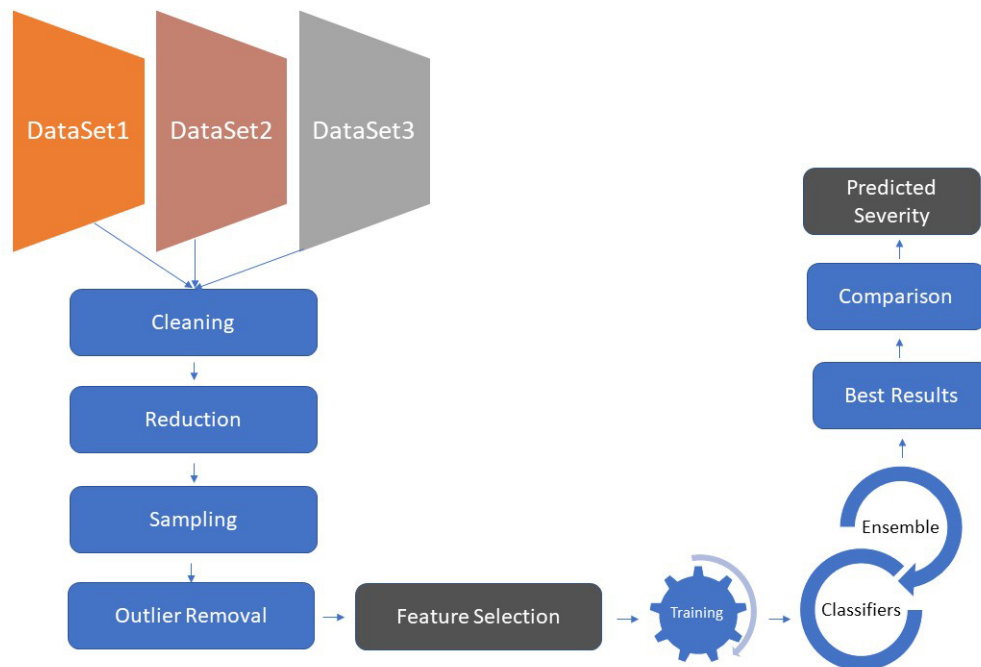 DataSet1
DataSet2
DataSet3
Cleaning
Reduction
Sampling
Outlier Removal
Feature Selection
Training
Classifiers
Ensemble
Best Results
Comparison
Predicted
Severity